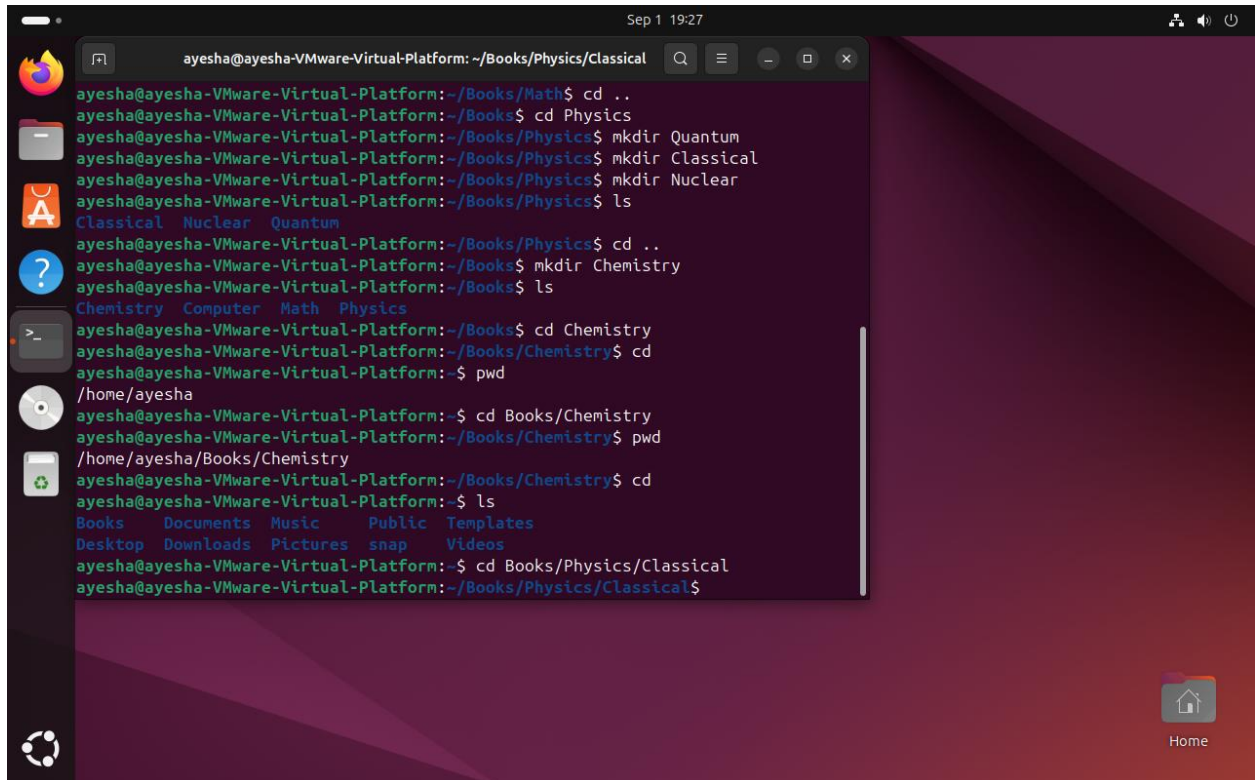 Sep 1 19:27
ayesha@ayesha-VMware-Virtual-Platform: ~/Books/Physics/Classical
ayesha@ayesha-VMware-Virtual-Platform:~/Books/Math$ cd ..
ayesha@ayesha-VMware-Virtual-Platform:~/Books$ cd Physics
ayesha@ayesha-VMware-Virtual-Platform:~/Books/Physics$ mkdir Quantum
ayesha@ayesha-VMware-Virtual-Platform:~/Books/Physics$ mkdir Classical
ayesha@ayesha-VMware-Virtual-Platform:~/Books/Physics$ mkdir Nuclear
ayesha@ayesha-VMware-Virtual-Platform:~/Books/Physics$ ls
Classical  Nuclear  Quantum
ayesha@ayesha-VMware-Virtual-Platform:~/Books/Physics$ cd ..
ayesha@ayesha-VMware-Virtual-Platform:~/Books$ mkdir Chemistry
ayesha@ayesha-VMware-Virtual-Platform:~/Books$ ls
Chemistry  Computer  Math  Physics
ayesha@ayesha-VMware-Virtual-Platform:~/Books$ cd Chemistry
ayesha@ayesha-VMware-Virtual-Platform:~/Books/Chemistry$ cd
ayesha@ayesha-VMware-Virtual-Platform:~$ pwd
/home/ayesha
ayesha@ayesha-VMware-Virtual-Platform:~$ cd Books/Chemistry
ayesha@ayesha-VMware-Virtual-Platform:~/Books/Chemistry$ pwd
/home/ayesha/Books/Chemistry
ayesha@ayesha-VMware-Virtual-Platform:~/Books/Chemistry$ cd
ayesha@ayesha-VMware-Virtual-Platform:~$ ls
Books    Documents  Music     Public  Templates
Desktop  Downloads  Pictures  snap    Videos
ayesha@ayesha-VMware-Virtual-Platform:~$ cd Books/Physics/Classical
ayesha@ayesha-VMware-Virtual-Platform:~/Books/Physics/Classical$
Home